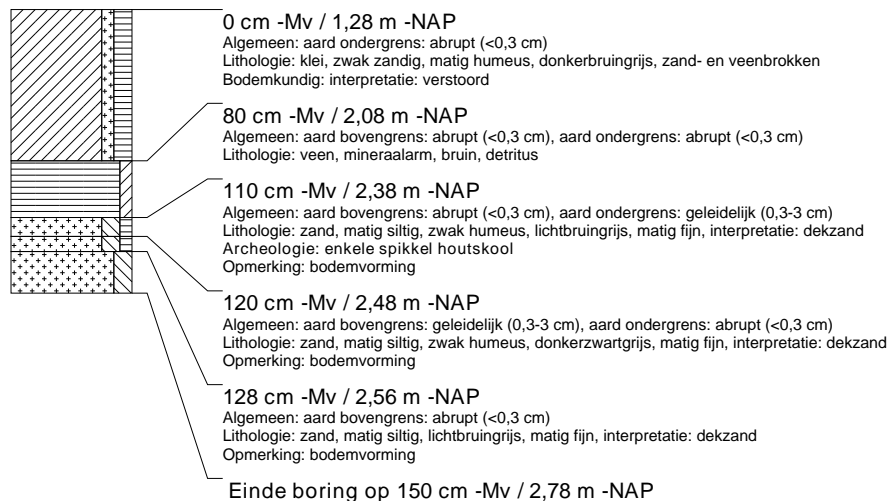 0 cm -Mv / 1,28 m -NAP
Algemeen: aard ondergrens: abrupt (<0,3 cm)
Lithologie: klei, zwak zandig, matig humeus, donkerbruingrijs, zand- en veenbrokken
Bodemkundig: interpretatie: verstoord
80 cm -Mv / 2,08 m -NAP
Algemeen: aard bovengrens: abrupt (<0,3 cm), aard ondergrens: abrupt (<0,3 cm)
Lithologie: veen, mineraalarm, bruin, detritus
110 cm -Mv / 2,38 m -NAP
Algemeen: aard bovengrens: abrupt (<0,3 cm), aard ondergrens: geleidelijk (0,3-3 cm)
Lithologie: zand, matig siltig, zwak humeus, lichtbruingrijs, matig fijn, interpretatie: dekzand
Archeologie: enkele spikkel houtskool
Opmerking: bodemvorming
120 cm -Mv / 2,48 m -NAP
Algemeen: aard bovengrens: geleidelijk (0,3-3 cm), aard ondergrens: abrupt (<0,3 cm)
Lithologie: zand, matig siltig, zwak humeus, donkerzwartgrijs, matig fijn, interpretatie: dekzand
Opmerking: bodemvorming
128 cm -Mv / 2,56 m -NAP
Algemeen: aard bovengrens: abrupt (<0,3 cm)
Lithologie: zand, matig siltig, lichtbruingrijs, matig fijn, interpretatie: dekzand
Opmerking: bodemvorming
Einde boring op 150 cm -Mv / 2,78 m -NAP